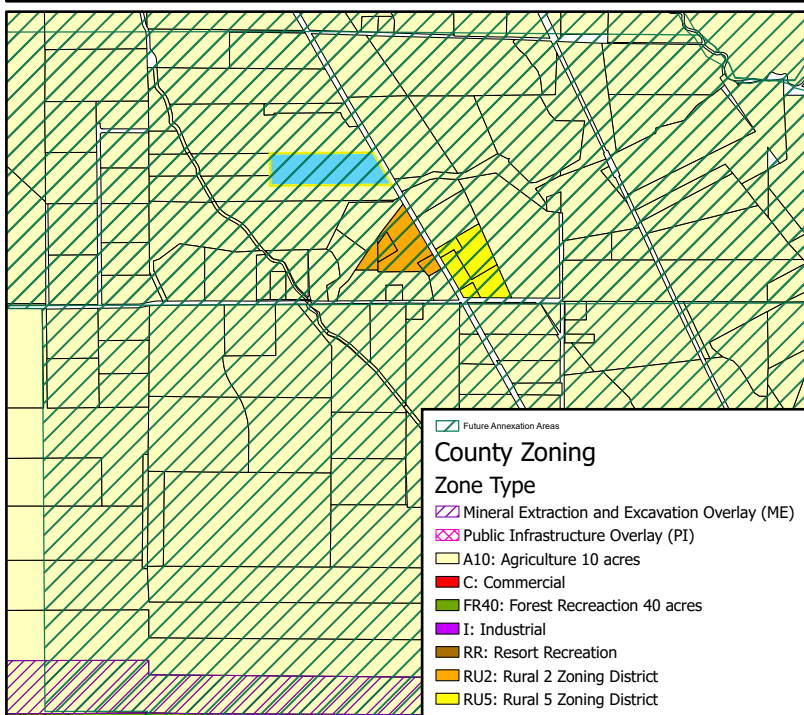 Future Annexation Areas
County Zoning
Zone Type
Mineral Extraction and Excavation Overlay (ME)
Public Infrastructure Overlay (PI)
A10: Agriculture 10 acres
C: Commercial
FR40: Forest Recreaction 40 acres
I: Industrial
RR: Resort Recreation
RU2: Rural 2 Zoning District
RU5: Rural 5 Zoning District